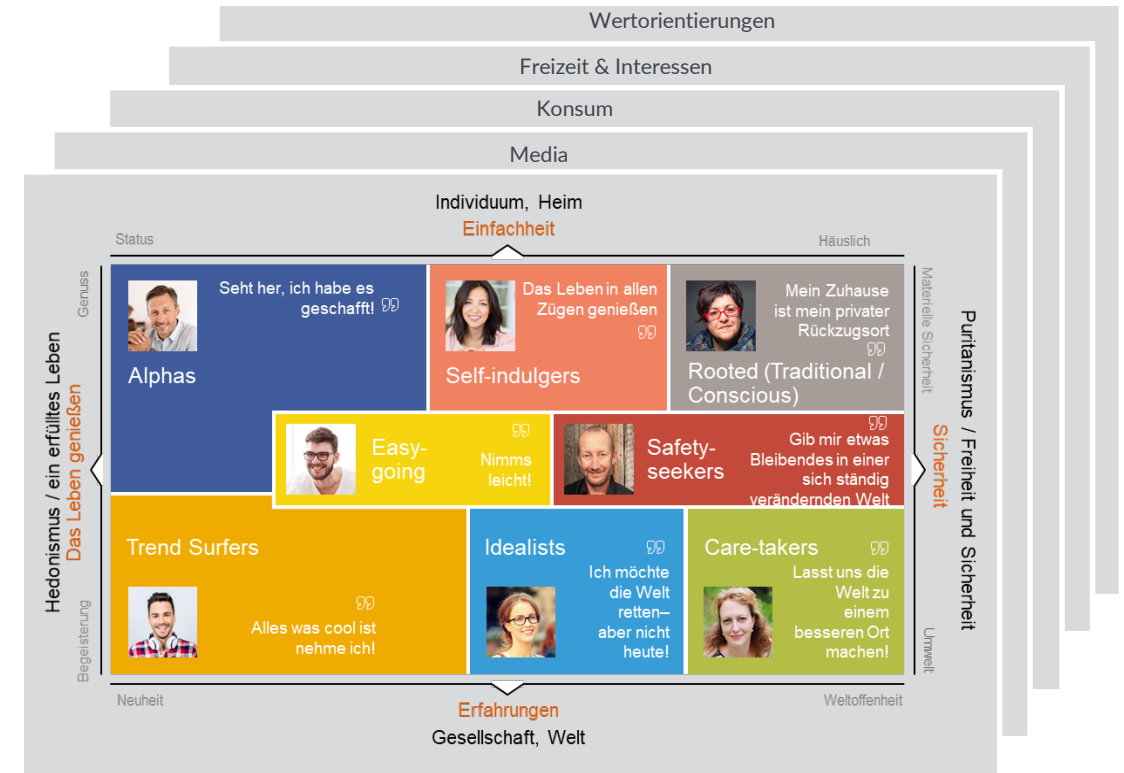 Wertorientierungen
Freizeit & Interessen
Konsum
Media
Individuum, Heim
Einfachheit
Status
Häuslich
Genuss
Hedonismus / ein erfülltes Leben
Das Leben genießen
Begeisterung
Seht her, ich habe es
geschafft!
Alphas
Das Leben in allen
Zügen genießen
Self-indulgers
Mein Zuhause
ist mein privater
Rückzugsort
Rooted (Traditional /
Conscious)
Easy-
going
Nimms
leicht!
Safety-
seekers
Gib mir etwas
Bleibendes in einer
sich ständig
verändernden Welt
Trend Surfers
Alles was cool ist
nehme ich!
Idealists
Ich möchte
die Welt
retten–
aber nicht
heute!
Care-takers
Lasst uns die
Welt zu
einem
besseren Ort
machen!
Materielle Sicherheit
Sicherheit
Puritanismus / Freiheit und Sicherheit
Umwelt
Neuheit
Weltoffenheit
Erfahrungen
Gesellschaft, Welt